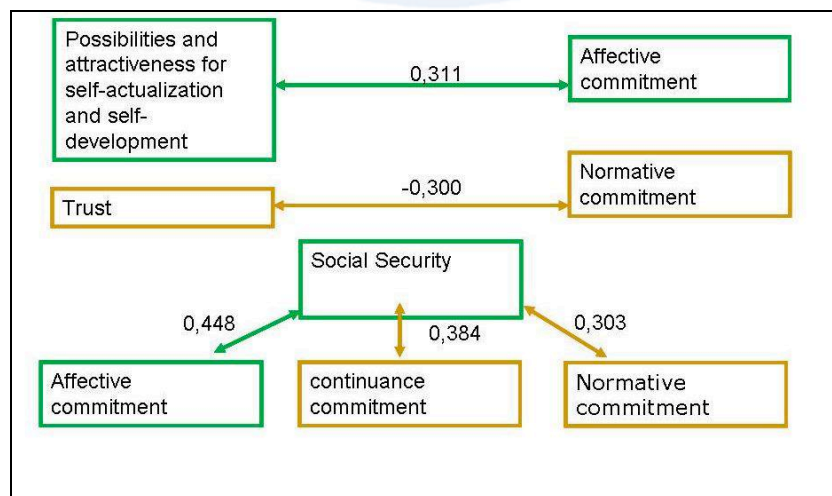 Possibilities and
attractiveness for
self-actualization
and self-
development
0,311
Affective
commitment
Trust
-0,300
Normative
commitment
Social Security
0,448
0,384
0,303
Affective
commitment
continuance
commitment
Normative
commitment